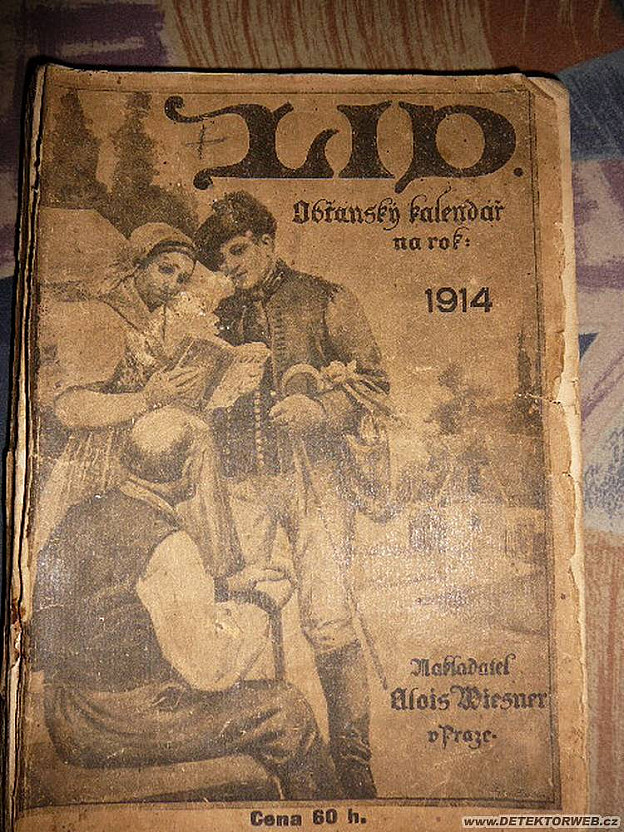 LID.
Občanský kalendář
na rok:
1914
Nakladatel
Alois Wiesner
v Praze.
Cena 60 h.
www.DETEKTORWEB.cz